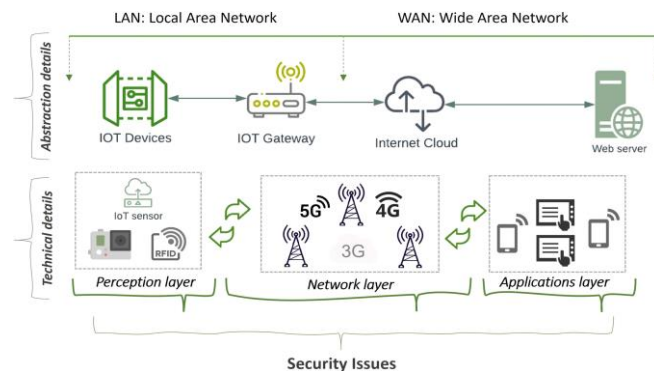 LAN: Local Area Network
WAN: Wide Area Network
Abstraction details
IOT Devices
IOT Gateway
Internet Cloud
Web server
Technical details
IoT sensor
RFID
5G
4G
3G
Perception layer
Network layer
Applications layer
Security Issues